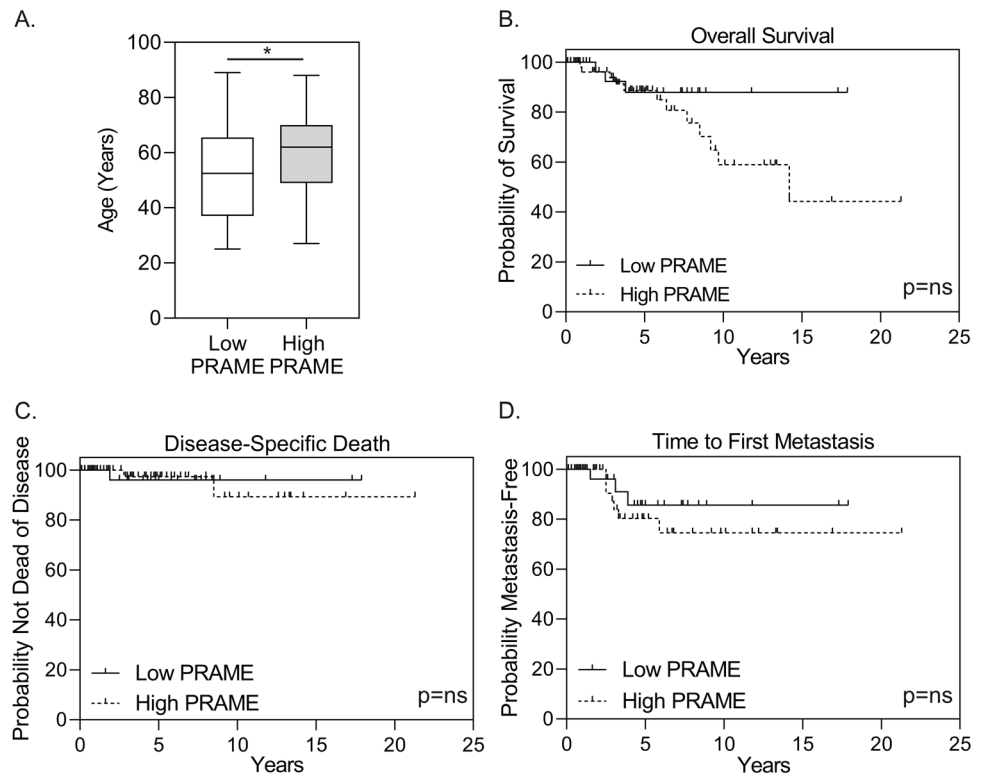 A.
100
80
60
40
20
0
Age (Years)
*
Low PRAME
High PRAME
B.
Overall Survival
100
80
60
40
20
0
Probability of Survival
Low PRAME
High PRAME
p=ns
0 5 10 15 20 25
Years
C.
Disease-Specific Death
100
80
60
40
20
0
Probability Not Dead of Disease
Low PRAME
High PRAME
p=ns
0 5 10 15 20 25
Years
D.
Time to First Metastasis
100
80
60
40
20
0
Probability Metastasis-Free
Low PRAME
High PRAME
p=ns
0 5 10 15 20 25
Years